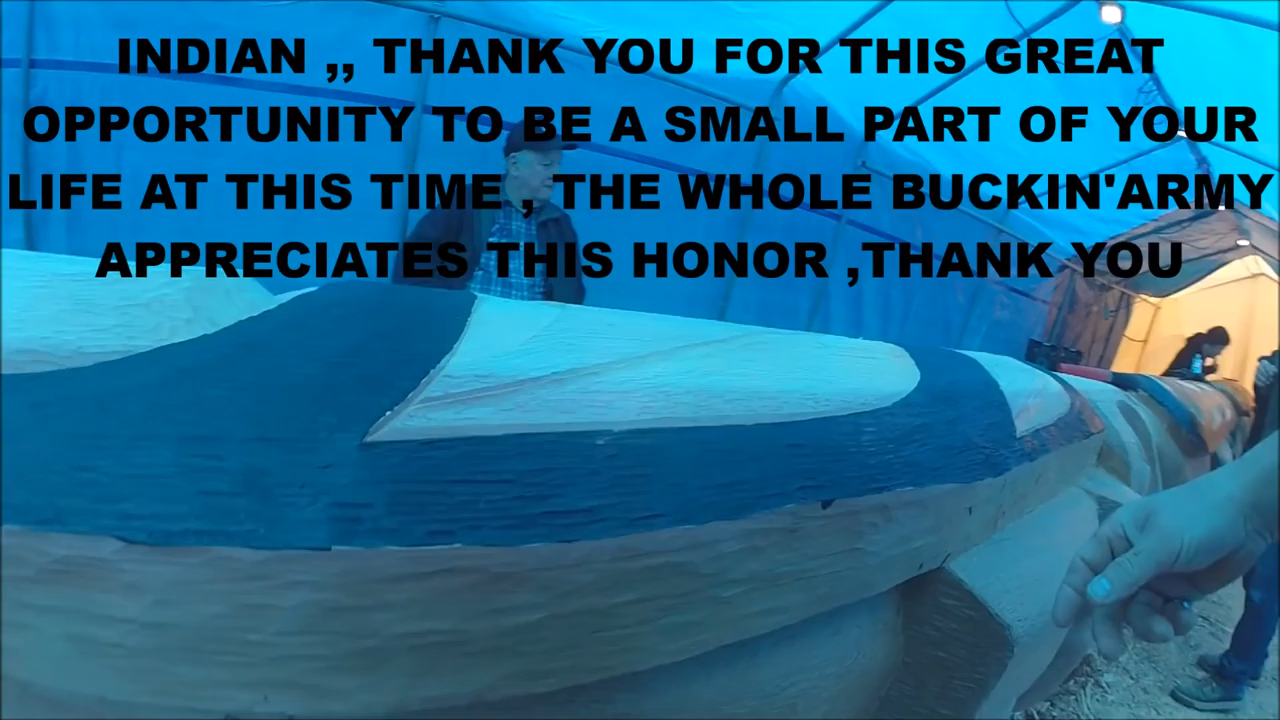 INDIAN ,, THANK YOU FOR THIS GREAT
OPPORTUNITY TO BE A SMALL PART OF YOUR
LIFE AT THIS TIME , THE WHOLE BUCKIN'ARMY
APPRECIATES THIS HONOR ,THANK YOU